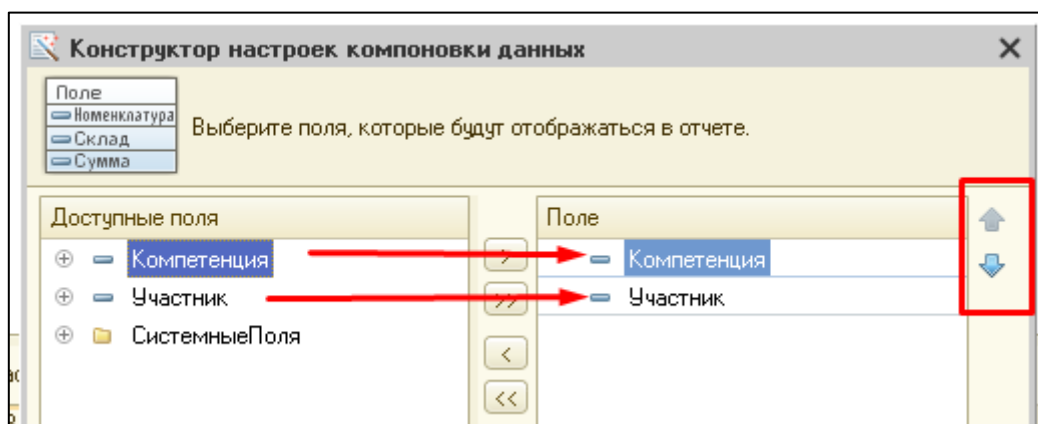 Конструктор настроек компоновки данных
Поле
Номенклатура
Склад
Сумма
Выберите поля, которые будут отображаться в отчете.
Доступные поля
Поле
Компетенция
>
Компетенция
Участник
>>
Участник
СистемныеПоля
<
<<